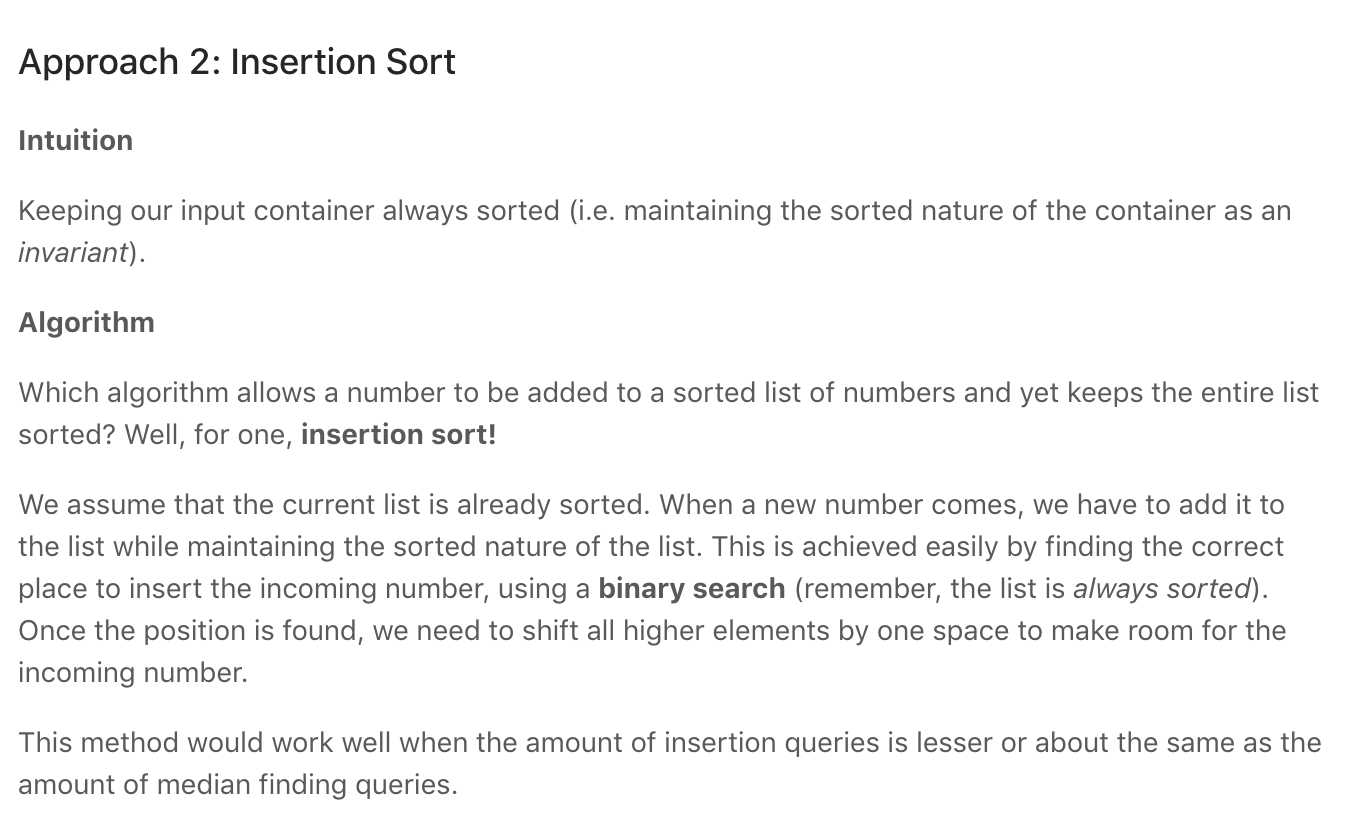 Approach 2: Insertion Sort
Intuition
Keeping our input container always sorted (i.e. maintaining the sorted nature of the container as an
invariant).
Algorithm
Which algorithm allows a number to be added to a sorted list of numbers and yet keeps the entire list
sorted? Well, for one, insertion sort!
We assume that the current list is already sorted. When a new number comes, we have to add it to
the list while maintaining the sorted nature of the list. This is achieved easily by finding the correct
place to insert the incoming number, using a binary search (remember, the list is always sorted).
Once the position is found, we need to shift all higher elements by one space to make room for the
incoming number.
This method would work well when the amount of insertion queries is lesser or about the same as the
amount of median finding queries.